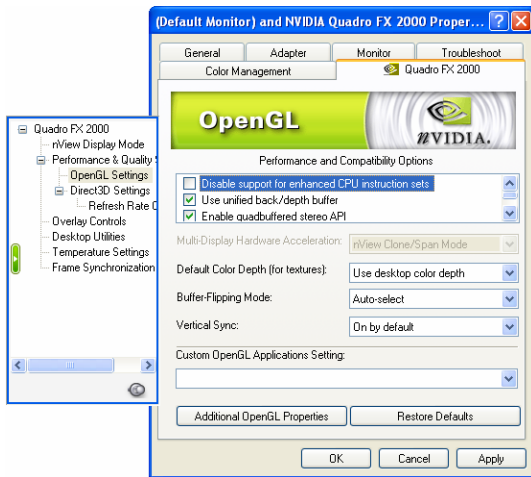 (Default Monitor) and NVIDIA Quadro FX 2000 Proper...
General Adapter Monitor Troubleshoot
Color Management Quadro FX 2000
OpenGL
NVIDIA.
Performance and Compatibility Options
Disable support for enhanced CPU instruction sets
Use unified back/depth buffer
Enable quadbuffered stereo API
Multi-Display Hardware Acceleration: nView Clone/Span Mode
Default Color Depth (for textures): Use desktop color depth
Buffer-Flipping Mode: Auto-select
Vertical Sync: On by default
Custom OpenGL Applications Setting:
Additional OpenGL Properties Restore Defaults
OK Cancel Apply
Quadro FX 2000
nView Display Mode
Performance & Quality S
OpenGL Settings
Direct3D Settings
Refresh Rate O
Overlay Controls
Desktop Utilities
Temperature Settings
Frame Synchronization